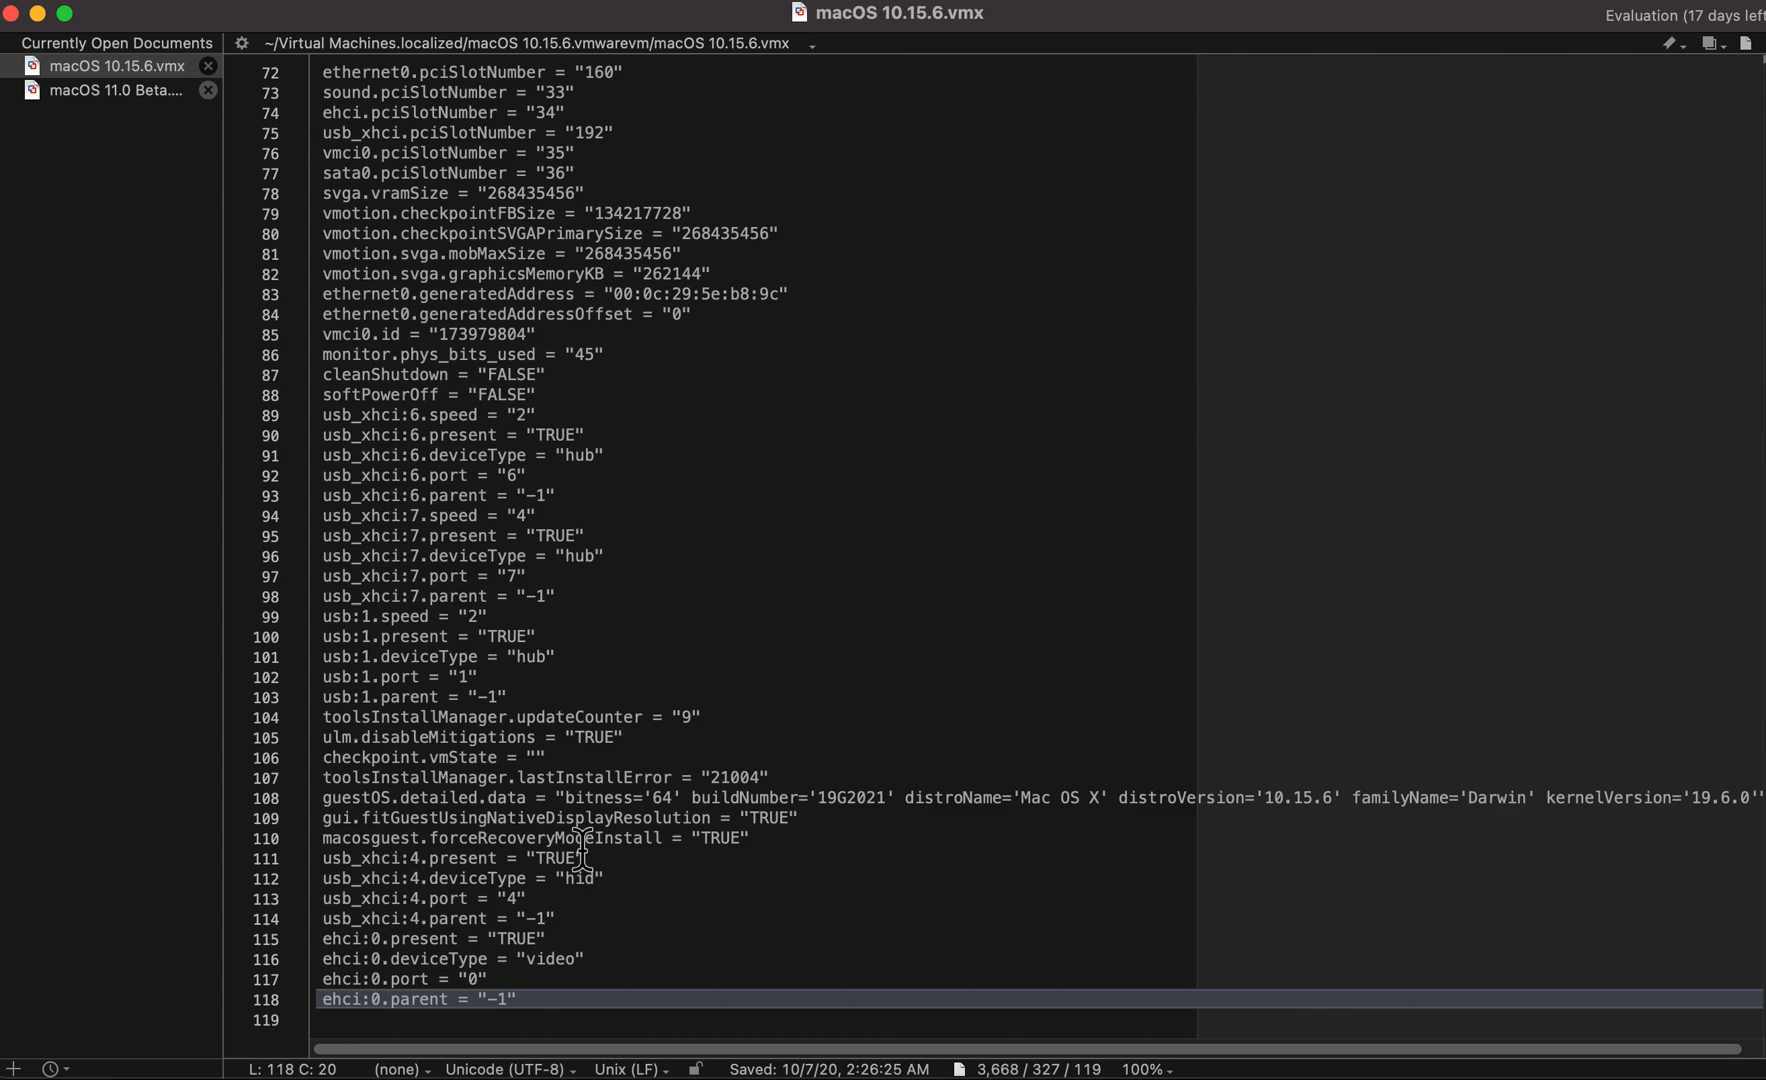 macOS 10.15.6.vmx
Evaluation (17 days left
Currently Open Documents
~/Virtual Machines.localized/macOS 10.15.6.vmwarevm/macOS 10.15.6.vmx
macOS 10.15.6.vmx
macOS 11.0 Beta....
72 ethernet0.pciSlotNumber = "160"
73 sound.pciSlotNumber = "33"
74 ehci.pciSlotNumber = "34"
75 usb_xhci.pciSlotNumber = "192"
76 vmci0.pciSlotNumber = "35"
77 sata0.pciSlotNumber = "36"
78 svga.vramSize = "268435456"
79 vmotion.checkpointFBSize = "134217728"
80 vmotion.checkpointSVGAPrimarySize = "268435456"
81 vmotion.svga.mobMaxSize = "268435456"
82 vmotion.svga.graphicsMemoryKB = "262144"
83 ethernet0.generatedAddress = "00:0c:29:5e:b8:9c"
84 ethernet0.generatedAddressOffset = "0"
85 vmci0.id = "173979804"
86 monitor.phys_bits_used = "45"
87 cleanShutdown = "FALSE"
88 softPowerOff = "FALSE"
89 usb_xhci:6.speed = "2"
90 usb_xhci:6.present = "TRUE"
91 usb_xhci:6.deviceType = "hub"
92 usb_xhci:6.port = "6"
93 usb_xhci:6.parent = "-1"
94 usb_xhci:7.speed = "4"
95 usb_xhci:7.present = "TRUE"
96 usb_xhci:7.deviceType = "hub"
97 usb_xhci:7.port = "7"
98 usb_xhci:7.parent = "-1"
99 usb:1.speed = "2"
100 usb:1.present = "TRUE"
101 usb:1.deviceType = "hub"
102 usb:1.port = "1"
103 usb:1.parent = "-1"
104 toolsInstallManager.updateCounter = "9"
105 ulm.disableMitigations = "TRUE"
106 checkpoint.vmState = ""
107 toolsInstallManager.lastInstallError = "21004"
108 guestOS.detailed.data = "bitness='64' buildNumber='19G2021' distroName='Mac OS X' distroVersion='10.15.6' familyName='Darwin' kernelVersion='19.6.0'"
109 gui.fitGuestUsingNativeDisplayResolution = "TRUE"
110 macosguest.forceRecoveryModeInstall = "TRUE"
111 usb_xhci:4.present = "TRUE"
112 usb_xhci:4.deviceType = "hid"
113 usb_xhci:4.port = "4"
114 usb_xhci:4.parent = "-1"
115 ehci:0.present = "TRUE"
116 ehci:0.deviceType = "video"
117 ehci:0.port = "0"
118 ehci:0.parent = "-1"
119
L: 118 C: 20 (none) Unicode (UTF-8) Unix (LF) Saved: 10/7/20, 2:26:25 AM 3,668 / 327 / 119 100%